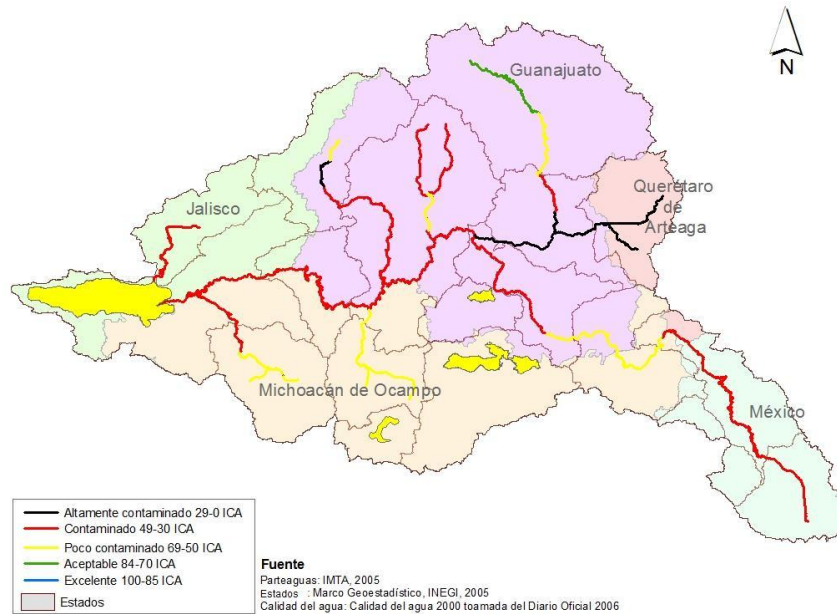 Guanajuato
N
Jalisco
Querétaro
de
Arteaga
Michoacán de Ocampo
México
Altamente contaminado 29-0 ICA
Contaminado 49-30 ICA
Poco contaminado 69-50 ICA
Aceptable 84-70 ICA
Excelente 100-85 ICA
Estados
Fuente
Parteaguas: IMTA, 2005
Estados : Marco Geoestadístico, INEGI, 2005
Calidad del agua: Calidad del agua 2000 toamada del Diario Oficial 2006